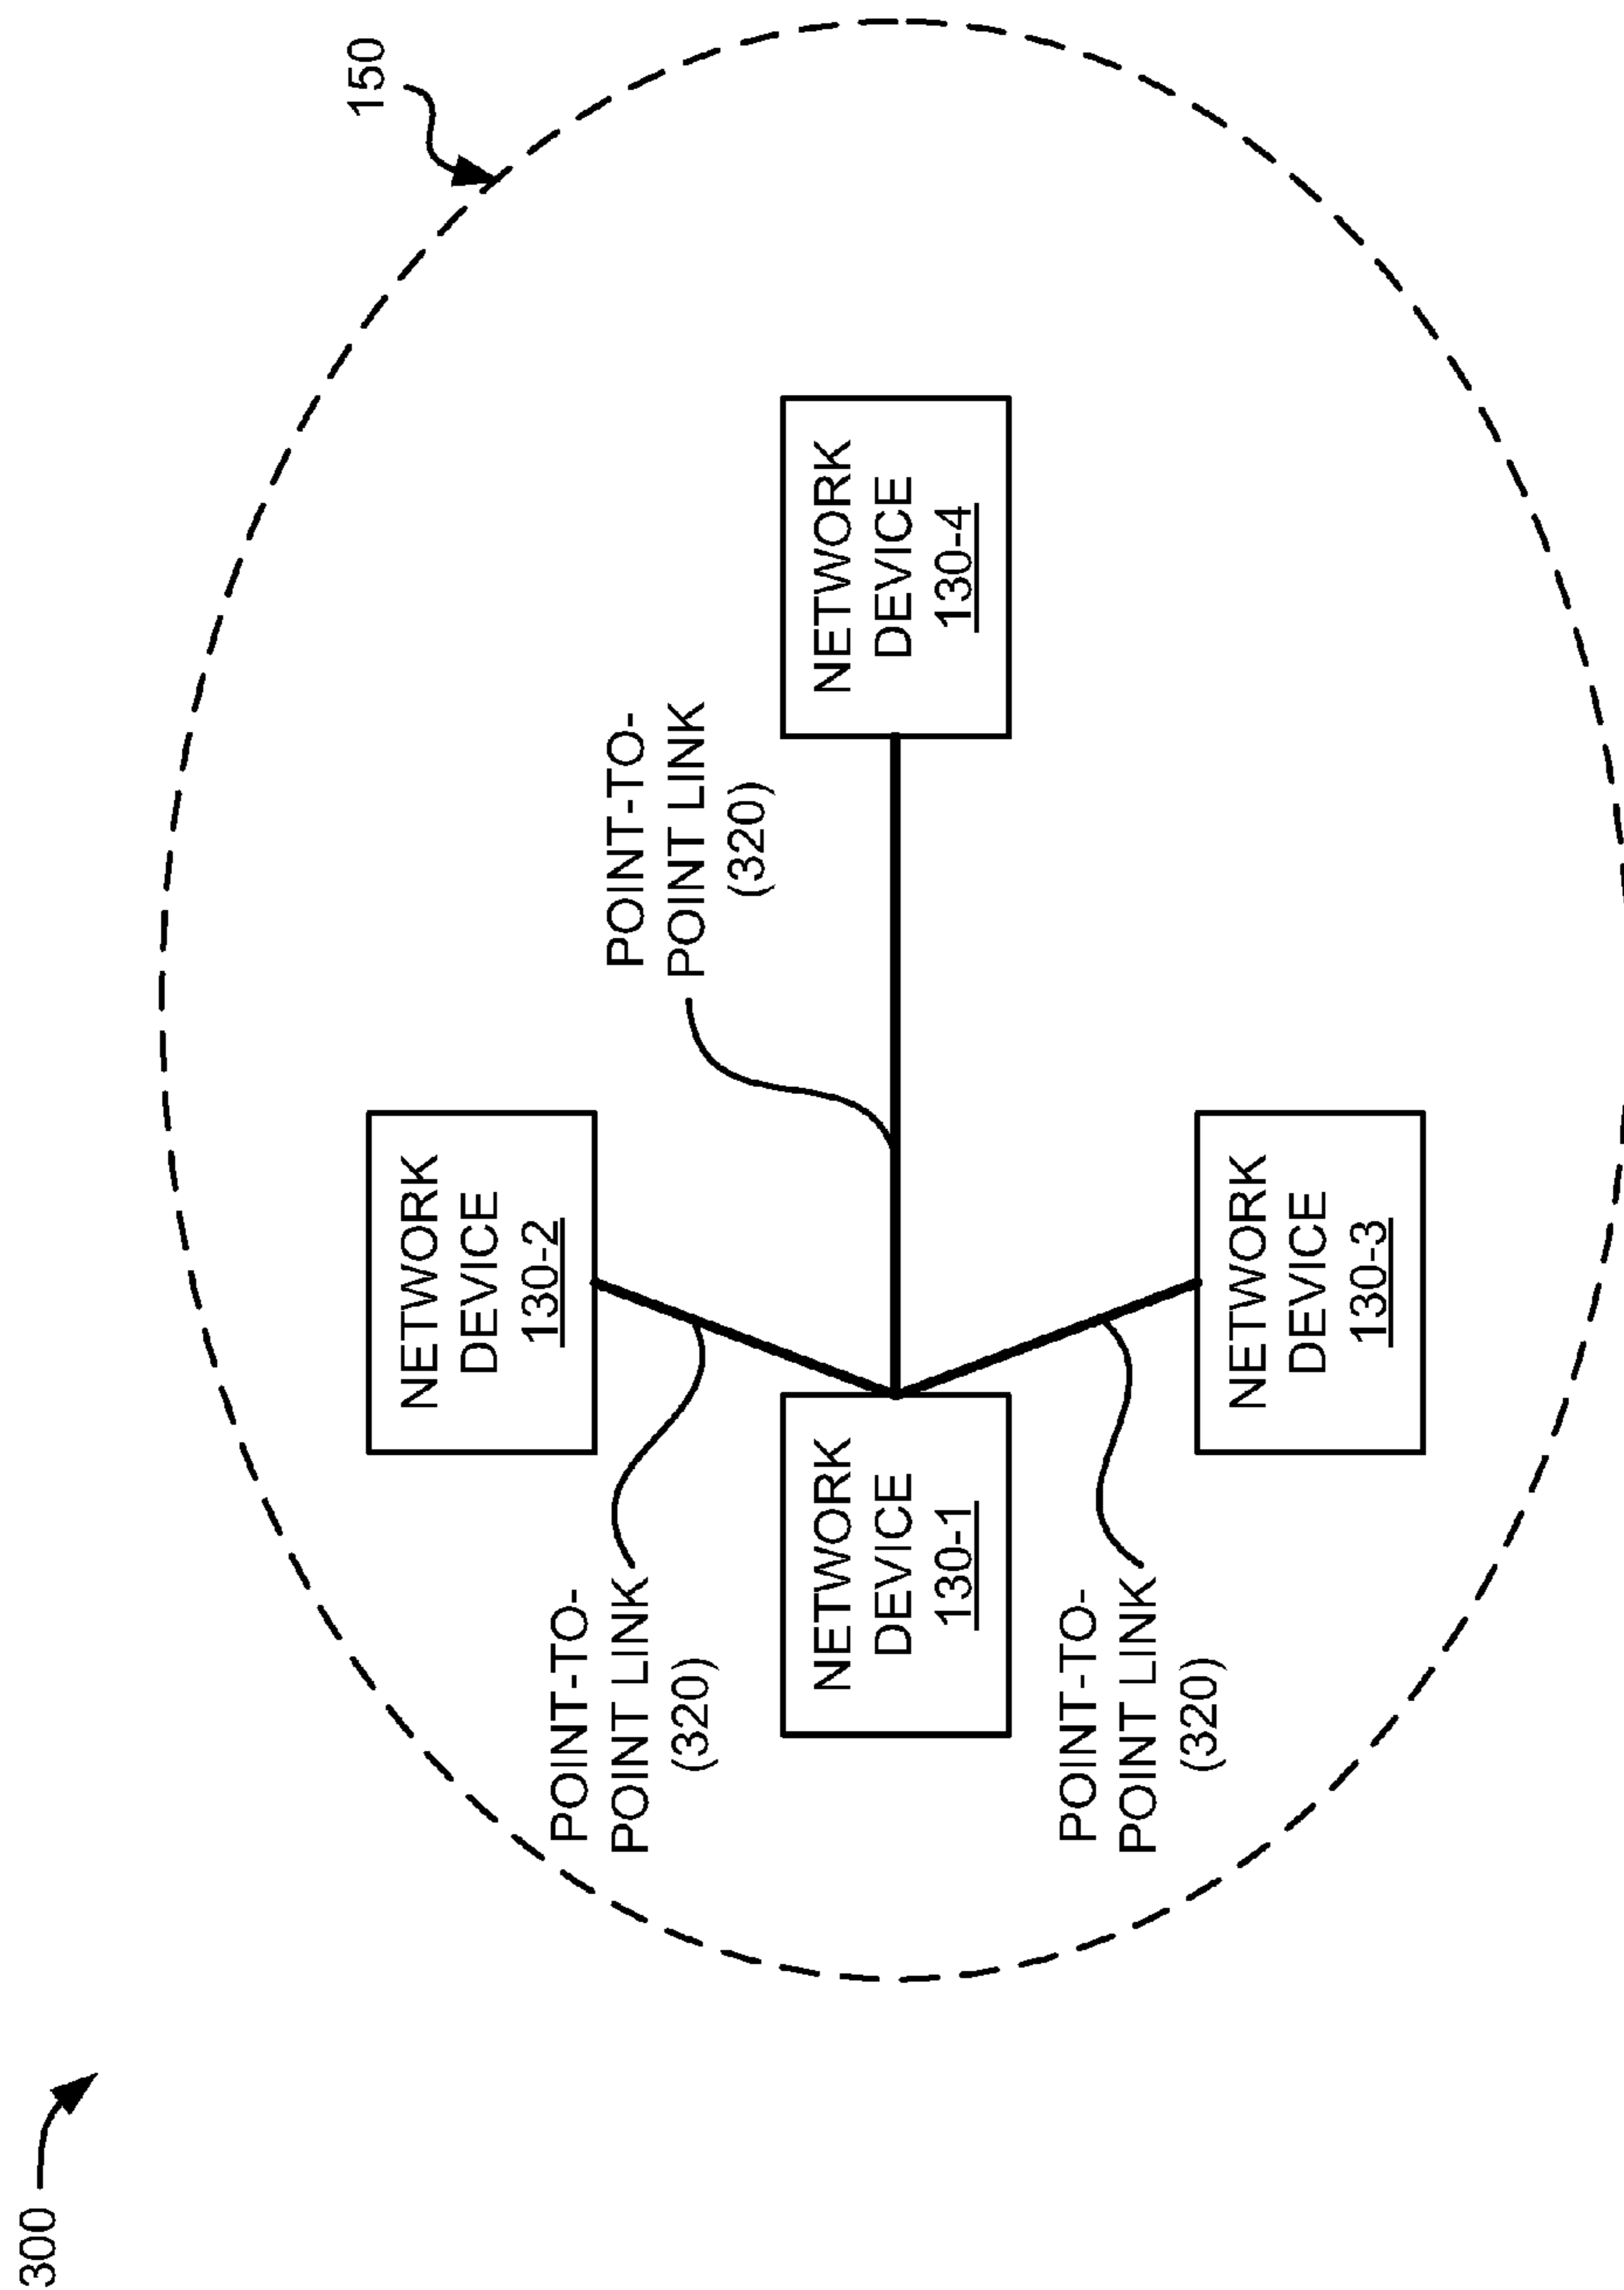 300
150
NETWORK
DEVICE
130-2
POINT-TO-
POINT LINK
(320)
POINT-TO-
POINT LINK
(320)
NETWORK
DEVICE
130-1
NETWORK
DEVICE
130-4
POINT-TO-
POINT LINK
(320)
NETWORK
DEVICE
130-3